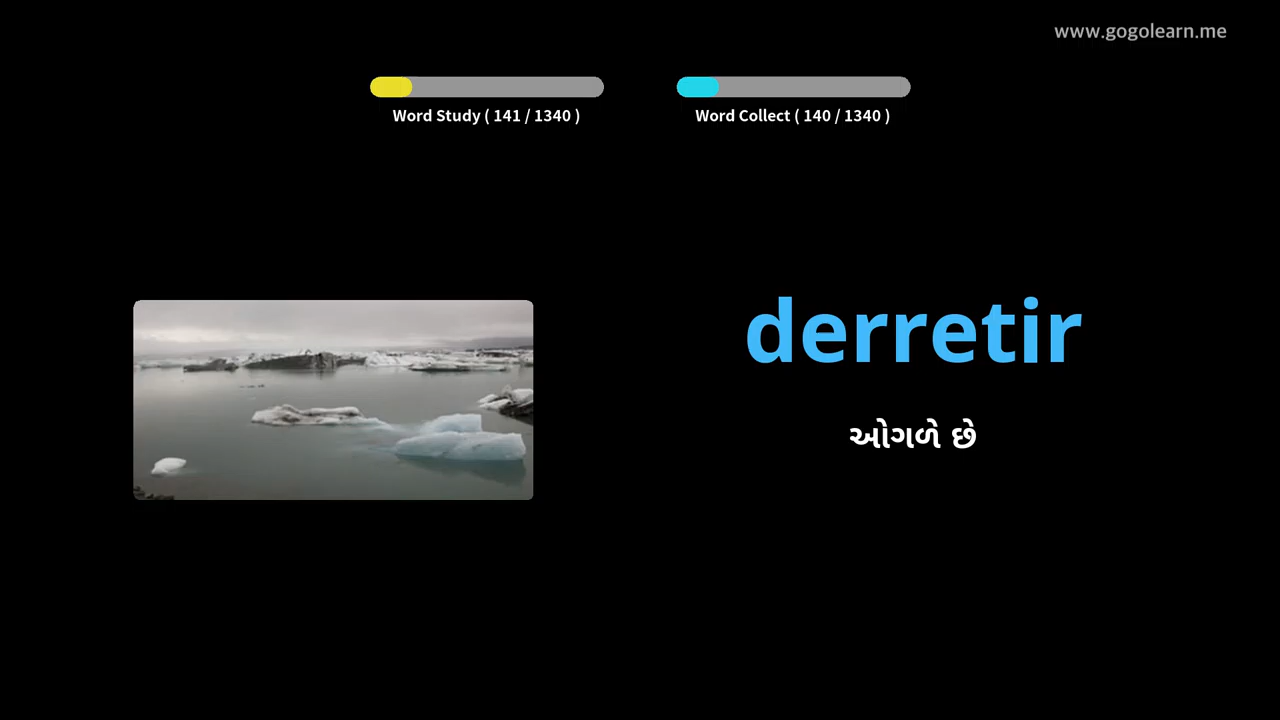 www.gogolearn.me
Word Study ( 141 / 1340 )
Word Collect ( 140 / 1340 )
derretir
ઓગળે છે